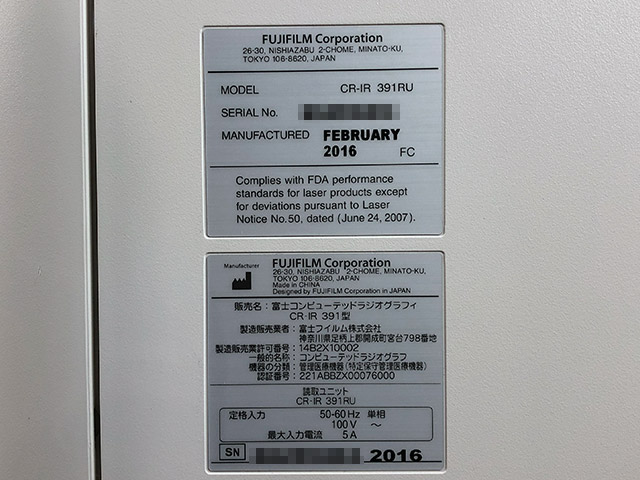 FUJIFILM Corporation
26-30, NISHIAZABU 2-CHOME, MINATO-KU,
TOKYO 106-8620, JAPAN
MODEL CR-IR 391RU
SERIAL No.
MANUFACTURED FEBRUARY
2016 FC
Complies with FDA performance
standards for laser products except
for deviations pursuant to Laser
Notice No.50, dated (June 24, 2007).
Manufacturer FUJIFILM Corporation
26-30, NISHIAZABU 2-CHOME, MINATO-KU,
TOKYO 106-8620, JAPAN
Made in CHINA
Designed by FUJIFILM Corporation in JAPAN
販売名：富士コンピューテッドラジオグラフィ
CR-IR 391型
製造販売業者：富士フイルム株式会社
神奈川県足柄上郡開成町宮台798番地
製造販売業許可番号：14B2X10002
一般的名称：コンピューテッドラジオグラフ
機器の分類：管理医療機器(特定保守管理医療機器)
認証番号：221ABBZX00076000
読取ユニット
CR-IR 391RU
定格入力 50-60 Hz 単相
100 V ～
最大入力電流 5 A
SN 2016